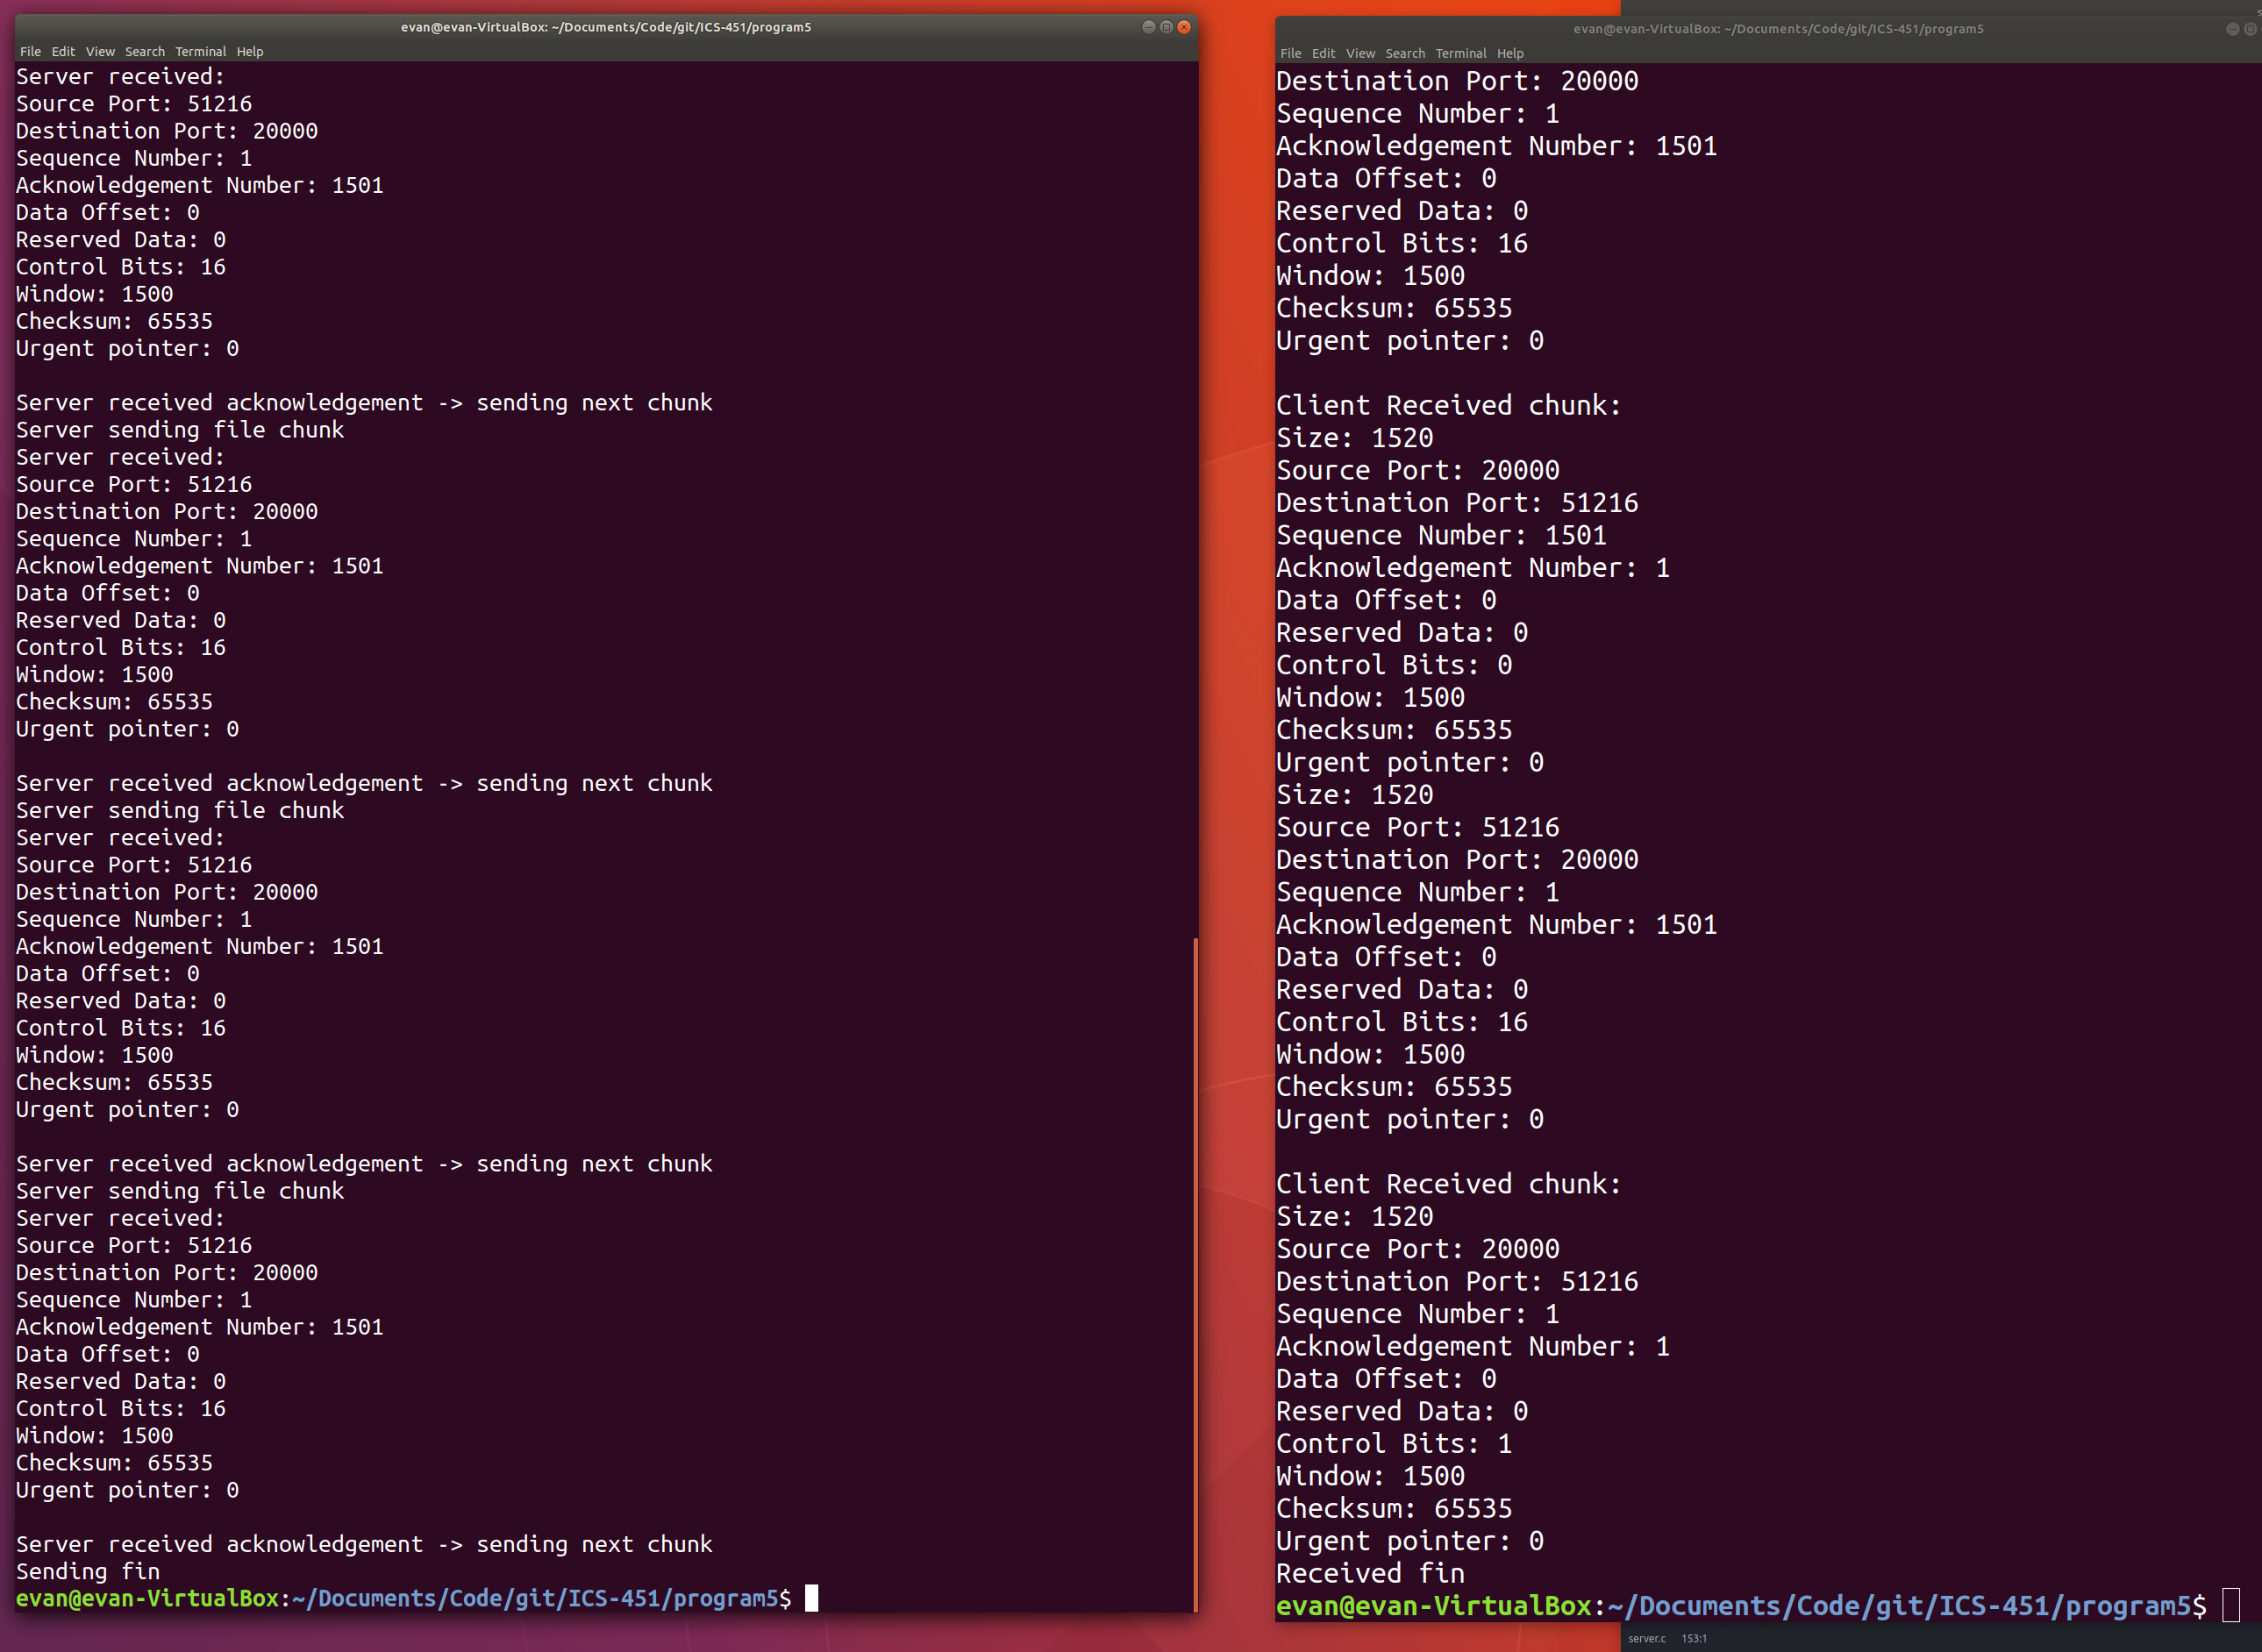 evan@evan-VirtualBox: ~/Documents/Code/git/ICS-451/program5
File Edit View Search Terminal Help
Server received:
Source Port: 51216
Destination Port: 20000
Sequence Number: 1
Acknowledgement Number: 1501
Data Offset: 0
Reserved Data: 0
Control Bits: 16
Window: 1500
Checksum: 65535
Urgent pointer: 0
Server received acknowledgement -> sending next chunk
Server sending file chunk
Server received:
Source Port: 51216
Destination Port: 20000
Sequence Number: 1
Acknowledgement Number: 1501
Data Offset: 0
Reserved Data: 0
Control Bits: 16
Window: 1500
Checksum: 65535
Urgent pointer: 0
Server received acknowledgement -> sending next chunk
Server sending file chunk
Server received:
Source Port: 51216
Destination Port: 20000
Sequence Number: 1
Acknowledgement Number: 1501
Data Offset: 0
Reserved Data: 0
Control Bits: 16
Window: 1500
Checksum: 65535
Urgent pointer: 0
Server received acknowledgement -> sending next chunk
Server sending file chunk
Server received:
Source Port: 51216
Destination Port: 20000
Sequence Number: 1
Acknowledgement Number: 1501
Data Offset: 0
Reserved Data: 0
Control Bits: 16
Window: 1500
Checksum: 65535
Urgent pointer: 0
Server received acknowledgement -> sending next chunk
Sending fin
evan@evan-VirtualBox:~/Documents/Code/git/ICS-451/program5$
evan@evan-VirtualBox: ~/Documents/Code/git/ICS-451/program5
File Edit View Search Terminal Help
Destination Port: 20000
Sequence Number: 1
Acknowledgement Number: 1501
Data Offset: 0
Reserved Data: 0
Control Bits: 16
Window: 1500
Checksum: 65535
Urgent pointer: 0
Client Received chunk:
Size: 1520
Source Port: 20000
Destination Port: 51216
Sequence Number: 1501
Acknowledgement Number: 1
Data Offset: 0
Reserved Data: 0
Control Bits: 0
Window: 1500
Checksum: 65535
Urgent pointer: 0
Size: 1520
Source Port: 51216
Destination Port: 20000
Sequence Number: 1
Acknowledgement Number: 1501
Data Offset: 0
Reserved Data: 0
Control Bits: 16
Window: 1500
Checksum: 65535
Urgent pointer: 0
Client Received chunk:
Size: 1520
Source Port: 20000
Destination Port: 51216
Sequence Number: 1
Acknowledgement Number: 1
Data Offset: 0
Reserved Data: 0
Control Bits: 1
Window: 1500
Checksum: 65535
Urgent pointer: 0
Received fin
evan@evan-VirtualBox:~/Documents/Code/git/ICS-451/program5$
server.c 153:1